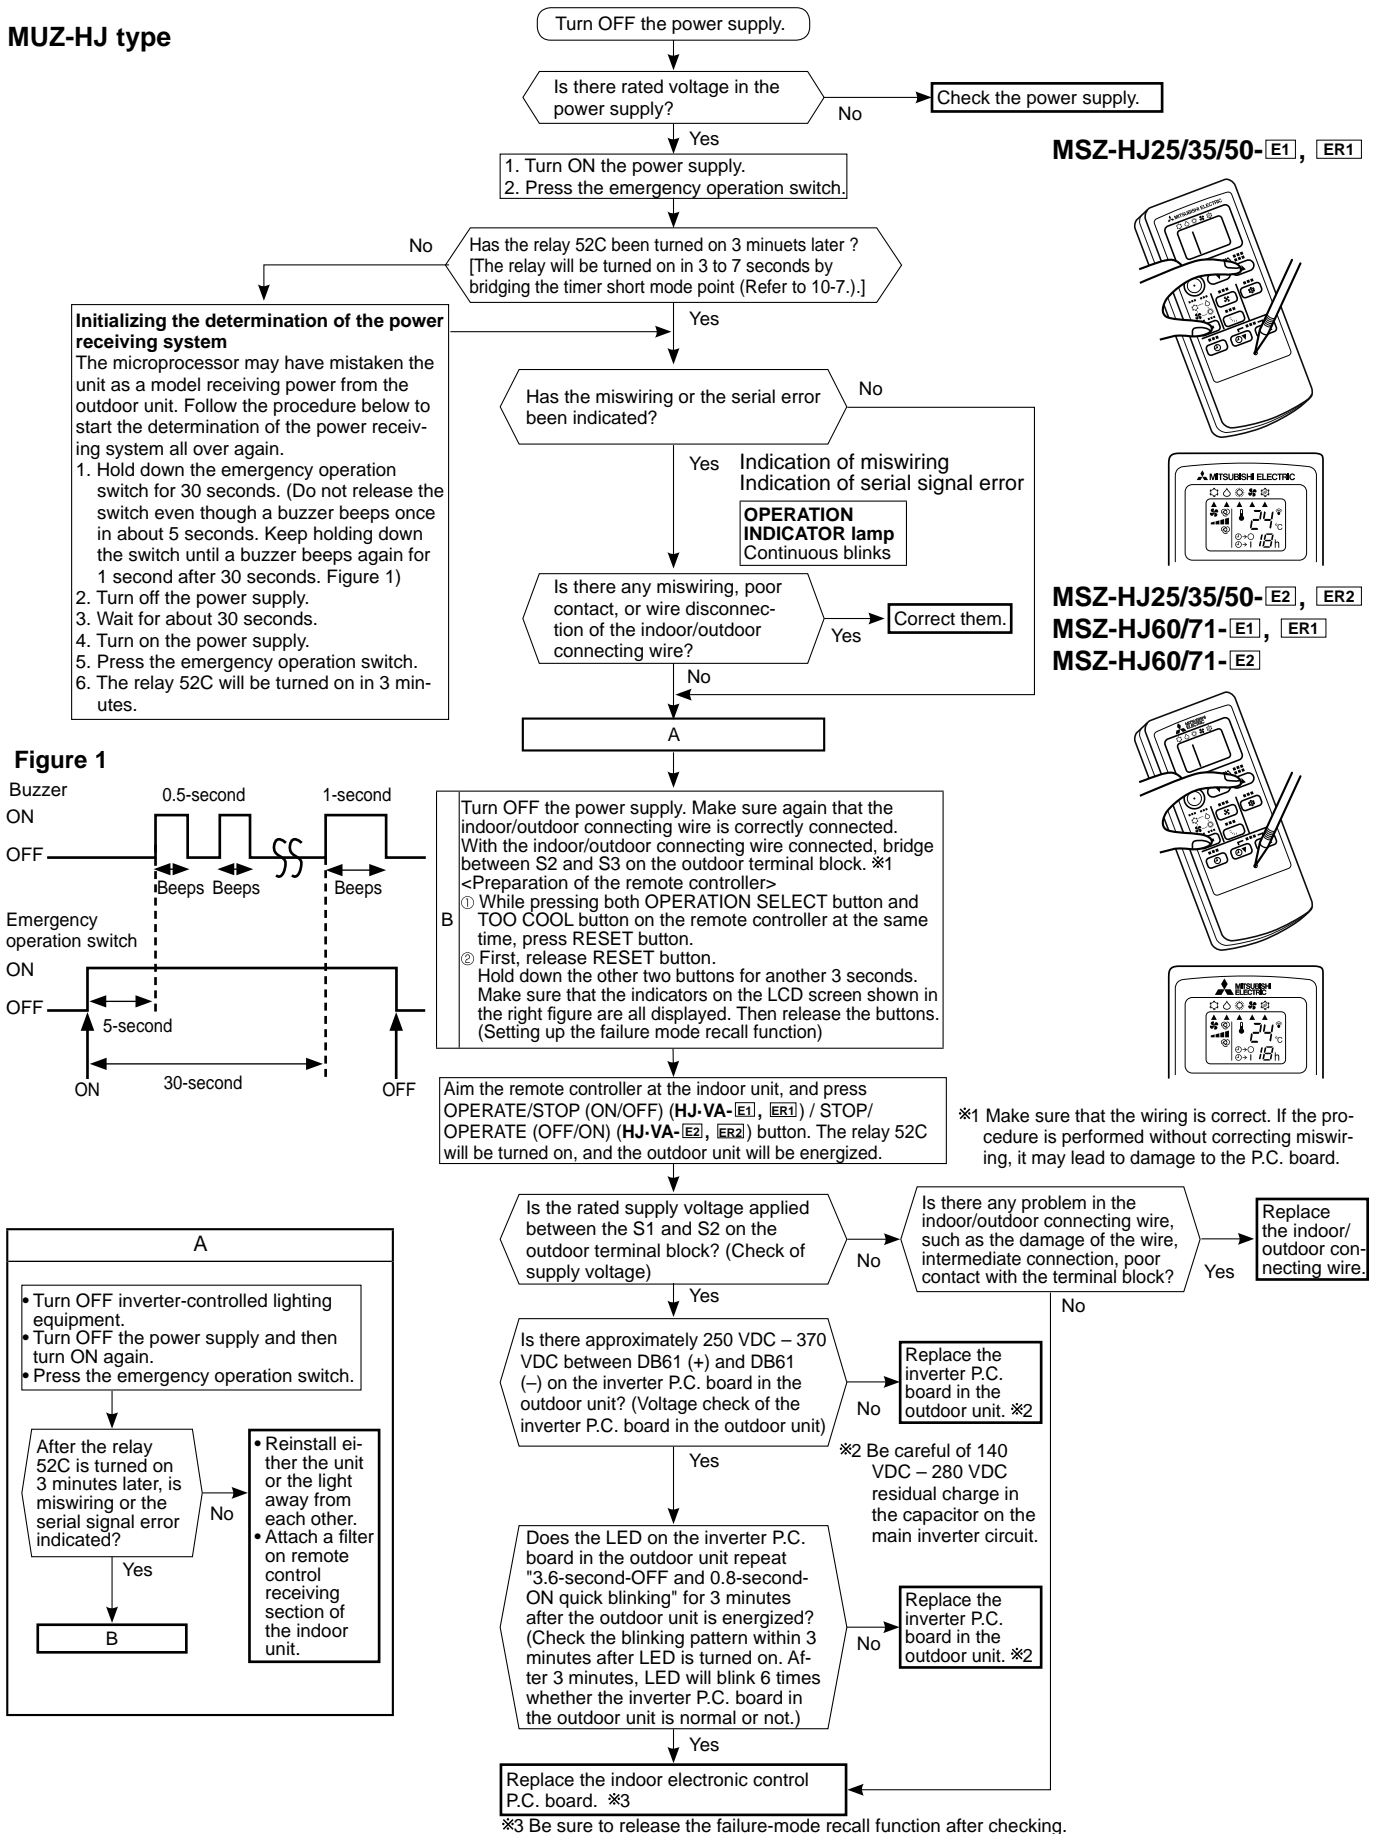 MUZ-HJ type
Turn OFF the power supply.
Is there rated voltage in the
power supply?
No
Check the power supply.
Yes
1. Turn ON the power supply.
2. Press the emergency operation switch.
Has the relay 52C been turned on 3 minuets later ?
[The relay will be turned on in 3 to 7 seconds by
bridging the timer short mode point (Refer to 10-7.).]
No
Yes
Initializing the determination of the power
receiving system
The microprocessor may have mistaken the
unit as a model receiving power from the
outdoor unit. Follow the procedure below to
start the determination of the power receiv-
ing system all over again.
1. Hold down the emergency operation
switch for 30 seconds. (Do not release the
switch even though a buzzer beeps once
in about 5 seconds. Keep holding down
the switch until a buzzer beeps again for
1 second after 30 seconds. Figure 1)
2. Turn off the power supply.
3. Wait for about 30 seconds.
4. Turn on the power supply.
5. Press the emergency operation switch.
6. The relay 52C will be turned on in 3 min-
utes.
Has the miswiring or the serial error
been indicated?
No
Yes
Indication of miswiring
Indication of serial signal error
OPERATION
INDICATOR lamp
Continuous blinks
Is there any miswiring, poor
contact, or wire disconnec-
tion of the indoor/outdoor
connecting wire?
Yes
Correct them.
No
A
MSZ-HJ25/35/50-E1, ER1
MITSUBISHI ELECTRIC
MITSUBISHI ELECTRIC
24°C
18h
MSZ-HJ25/35/50-E2, ER2
MSZ-HJ60/71-E1, ER1
MSZ-HJ60/71-E2
MITSUBISHI
ELECTRIC
MITSUBISHI
ELECTRIC
24°C
18h
Figure 1
Buzzer
ON
OFF
0.5-second
1-second
Beeps
Beeps
Beeps
Emergency
operation switch
ON
OFF
5-second
30-second
ON
OFF
B
Turn OFF the power supply. Make sure again that the
indoor/outdoor connecting wire is correctly connected.
With the indoor/outdoor connecting wire connected, bridge
between S2 and S3 on the outdoor terminal block. ※1
<Preparation of the remote controller>
① While pressing both OPERATION SELECT button and
TOO COOL button on the remote controller at the same
time, press RESET button.
② First, release RESET button.
Hold down the other two buttons for another 3 seconds.
Make sure that the indicators on the LCD screen shown in
the right figure are all displayed. Then release the buttons.
(Setting up the failure mode recall function)
Aim the remote controller at the indoor unit, and press
OPERATE/STOP (ON/OFF) (HJ·VA-E1, ER1) / STOP/
OPERATE (OFF/ON) (HJ·VA-E2, ER2) button. The relay 52C
will be turned on, and the outdoor unit will be energized.
※1 Make sure that the wiring is correct. If the pro-
cedure is performed without correcting miswir-
ing, it may lead to damage to the P.C. board.
Is the rated supply voltage applied
between the S1 and S2 on the
outdoor terminal block? (Check of
supply voltage)
No
Is there any problem in the
indoor/outdoor connecting wire,
such as the damage of the wire,
intermediate connection, poor
contact with the terminal block?
Yes
Replace
the indoor/
outdoor con-
necting wire.
No
Yes
Is there approximately 250 VDC – 370
VDC between DB61 (+) and DB61
(–) on the inverter P.C. board in the
outdoor unit? (Voltage check of the
inverter P.C. board in the outdoor unit)
No
Replace the
inverter P.C.
board in the
outdoor unit. ※2
Yes
※2 Be careful of 140
VDC – 280 VDC
residual charge in
the capacitor on the
main inverter circuit.
Does the LED on the inverter P.C.
board in the outdoor unit repeat
"3.6-second-OFF and 0.8-second-
ON quick blinking" for 3 minutes
after the outdoor unit is energized?
(Check the blinking pattern within 3
minutes after LED is turned on. Af-
ter 3 minutes, LED will blink 6 times
whether the inverter P.C. board in
the outdoor unit is normal or not.)
No
Replace the
inverter P.C.
board in the
outdoor unit. ※2
Yes
Replace the indoor electronic control
P.C. board. ※3
※3 Be sure to release the failure-mode recall function after checking.
A
• Turn OFF inverter-controlled lighting
equipment.
• Turn OFF the power supply and then
turn ON again.
• Press the emergency operation switch.
After the relay
52C is turned on
3 minutes later, is
miswiring or the
serial signal error
indicated?
No
• Reinstall ei-
ther the unit
or the light
away from
each other.
• Attach a filter
on remote
control
receiving
section of
the indoor
unit.
Yes
B